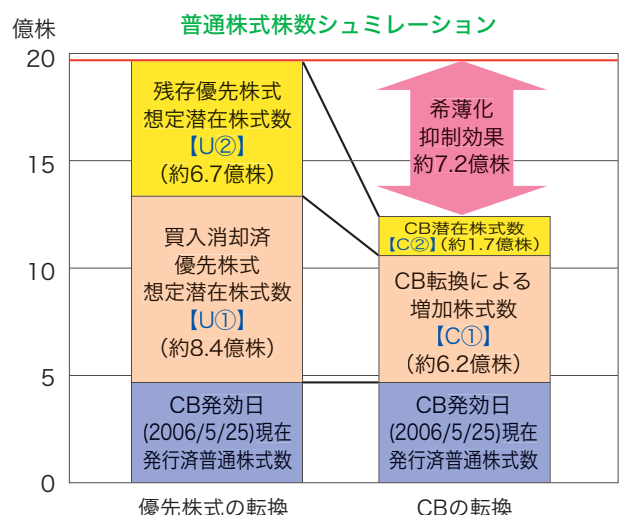 億株
普通株式株数シュミレーション
20
15
10
5
0
残存優先株式
想定潜在株式数
【U②】
（約6.7億株）
買入消却済
優先株式
想定潜在株式数
【U①】
（約8.4億株）
CB発効日
(2006/5/25)現在
発行済普通株式数
優先株式の転換
希薄化
抑制効果
約7.2億株
CB潜在株式数
【C②】（約1.7億株）
CB転換による
増加株式数
【C①】
（約6.2億株）
CB発効日
(2006/5/25)現在
発行済普通株式数
CBの転換